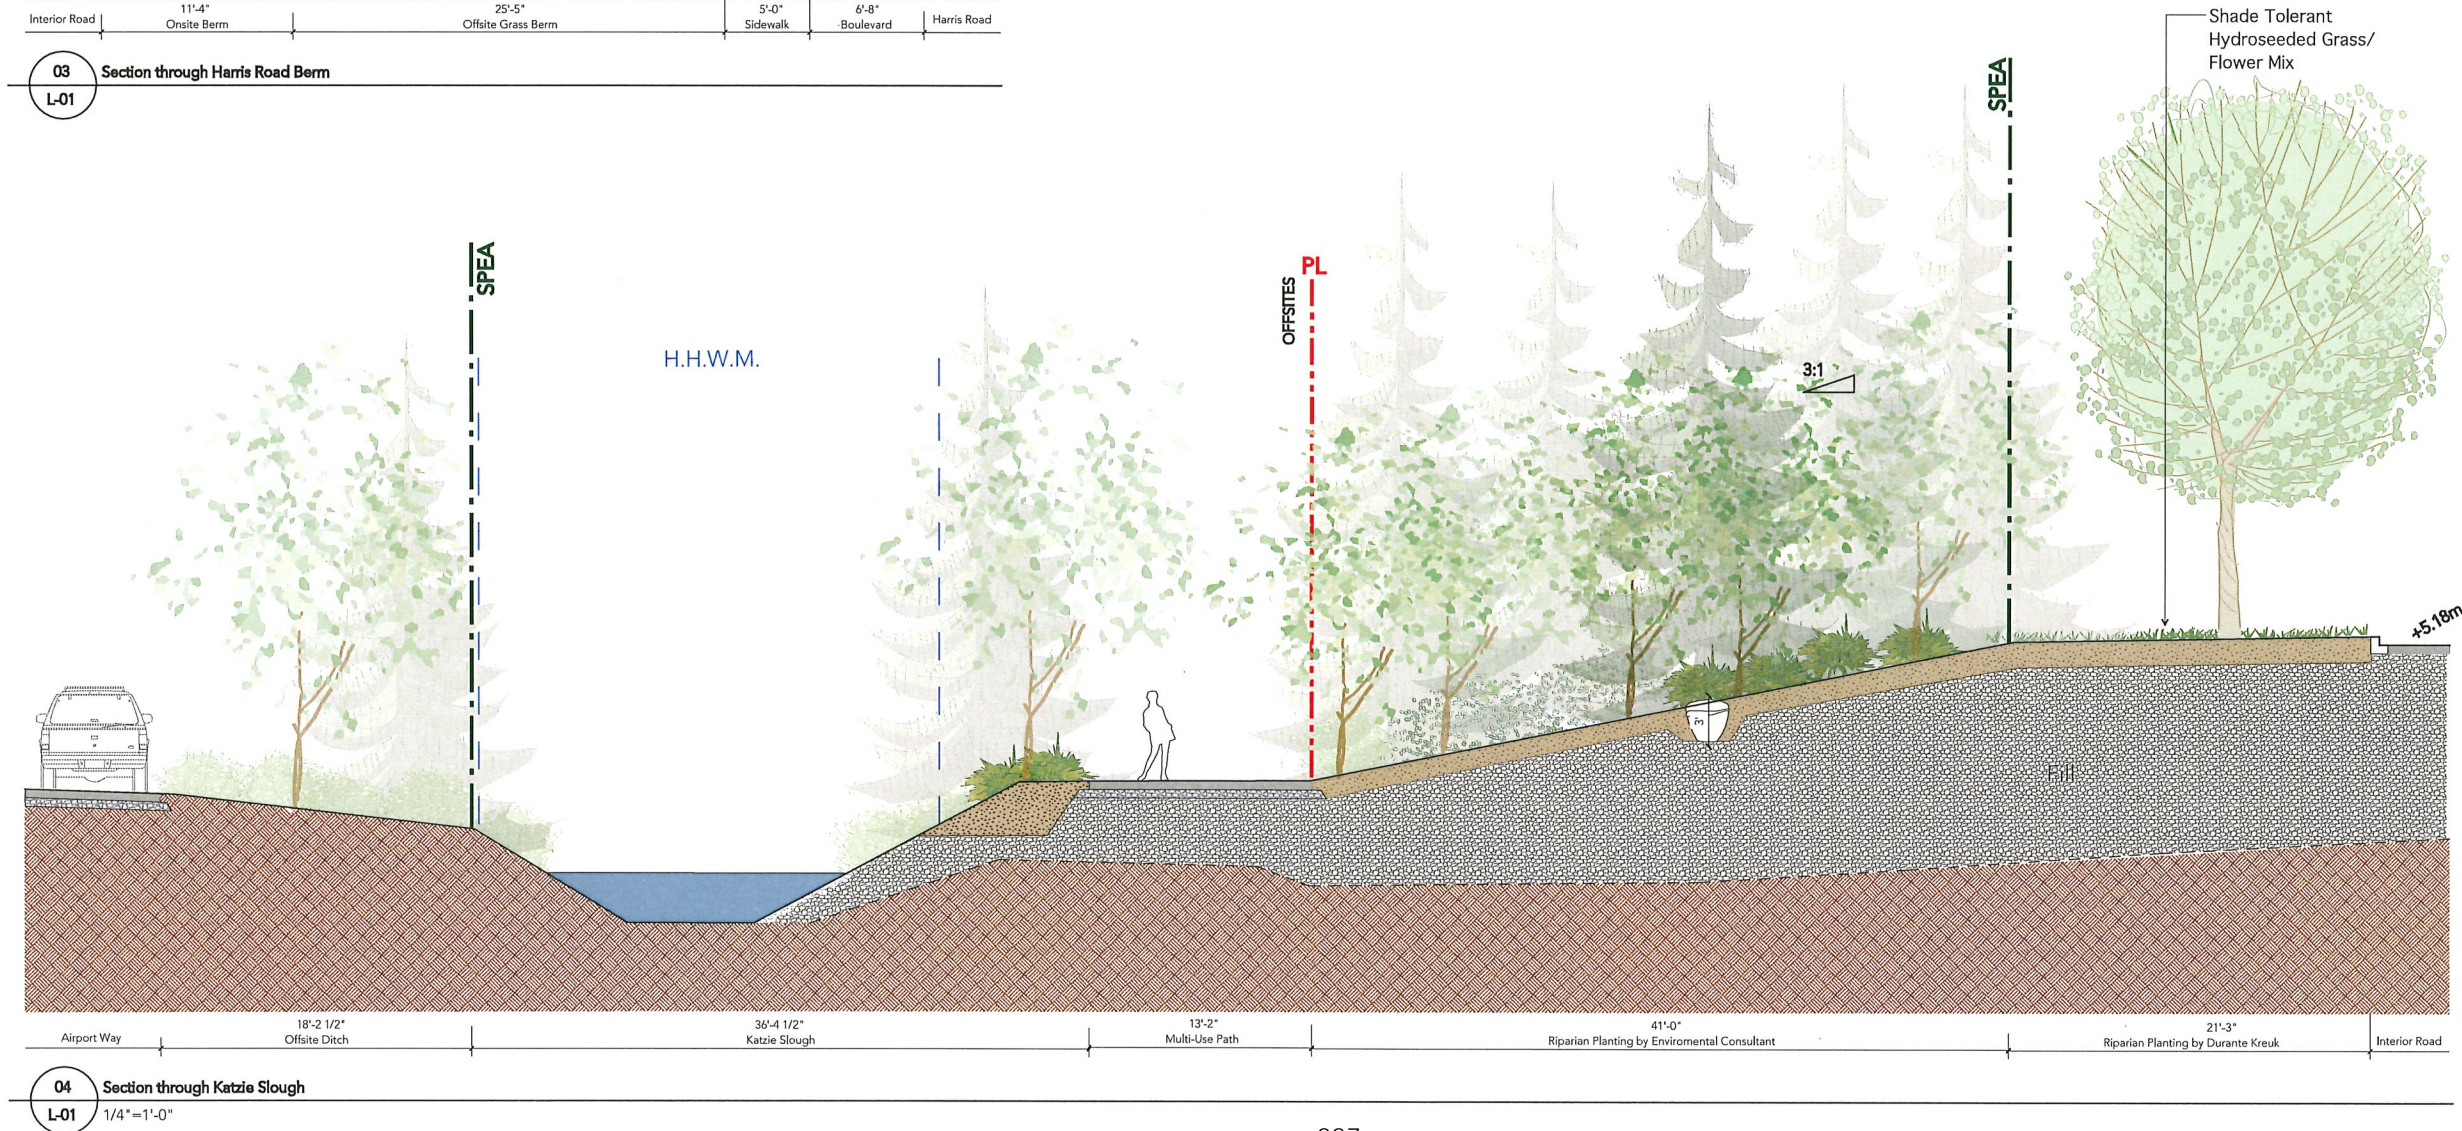 11'-4"
25'-5"
5'-0"
6'-8"
Interior Road
Onsite Berm
Offsite Grass Berm
Sidewalk
Boulevard
Harris Road
03
Section through Harris Road Berm
L-01
Shade Tolerant
Hydroseeded Grass/
Flower Mix
SPEA
SPEA
H.H.W.M.
PL
OFFSITES
3:1
+5.18m
3'
Fill
18'-2 1/2"
36'-4 1/2"
13'-2"
41'-0"
21'-3"
Airport Way
Offsite Ditch
Katzie Slough
Multi-Use Path
Riparian Planting by Enviromental Consultant
Riparian Planting by Durante Kreuk
Interior Road
04
Section through Katzie Slough
L-01
1/4"=1'-0"